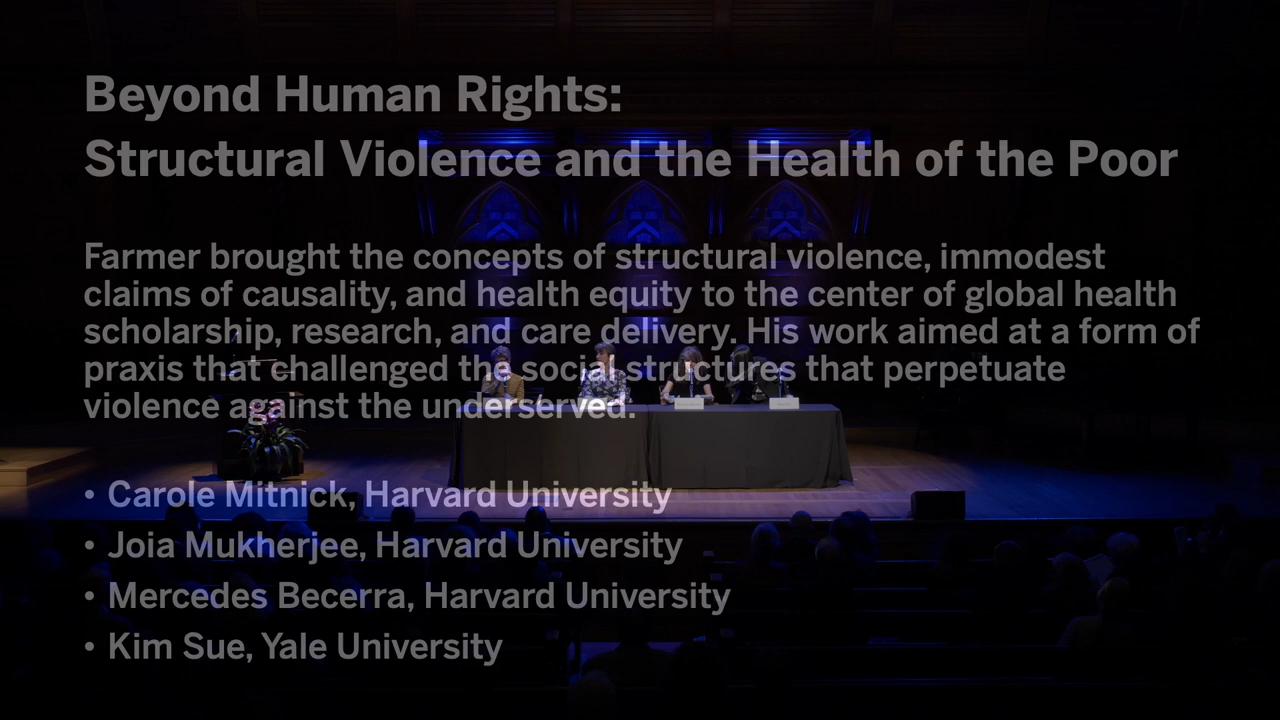 Beyond Human Rights:
Structural Violence and the Health of the Poor
Farmer brought the concepts of structural violence, immodest
claims of causality, and health equity to the center of global health
scholarship, research, and care delivery. His work aimed at a form of
praxis that challenged the social structures that perpetuate
violence against the underserved.
• Carole Mitnick, Harvard University
• Joia Mukherjee, Harvard University
• Mercedes Becerra, Harvard University
• Kim Sue, Yale University